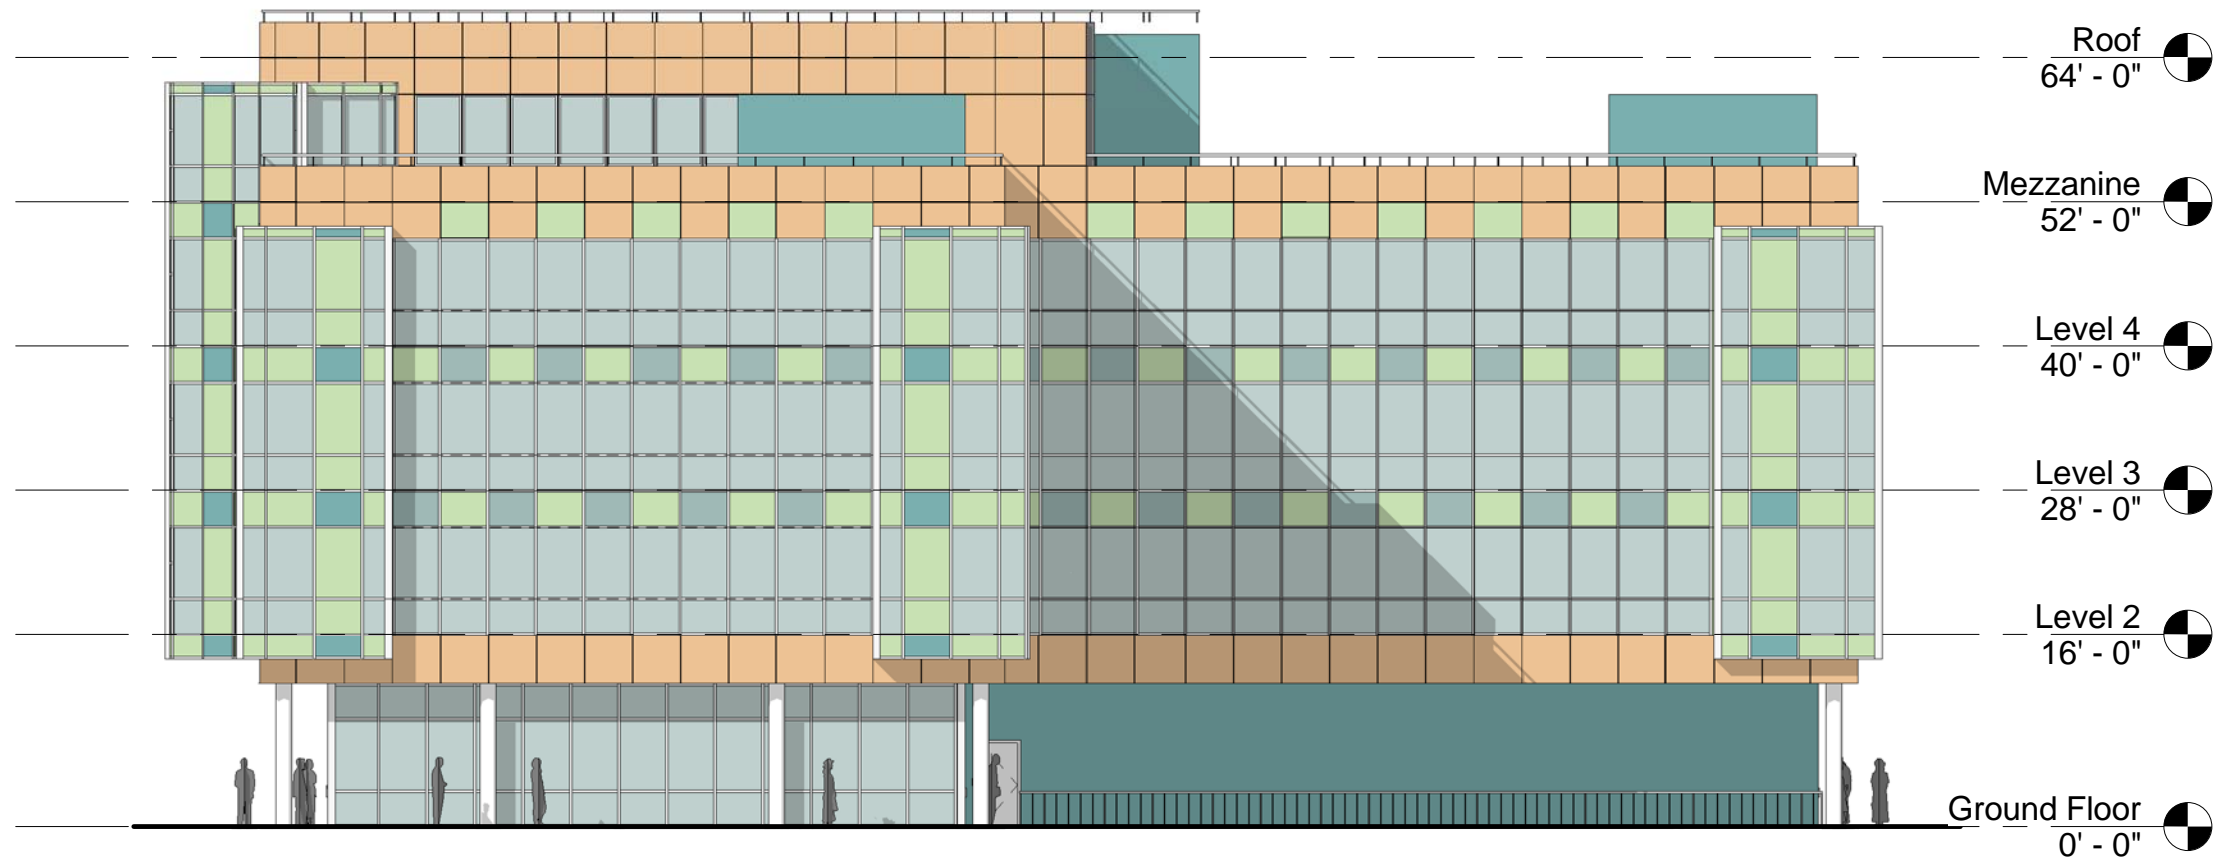 Roof
64' - 0"
Mezzanine
52' - 0"
Level 4
40' - 0"
Level 3
28' - 0"
Level 2
16' - 0"
Ground Floor
0' - 0"